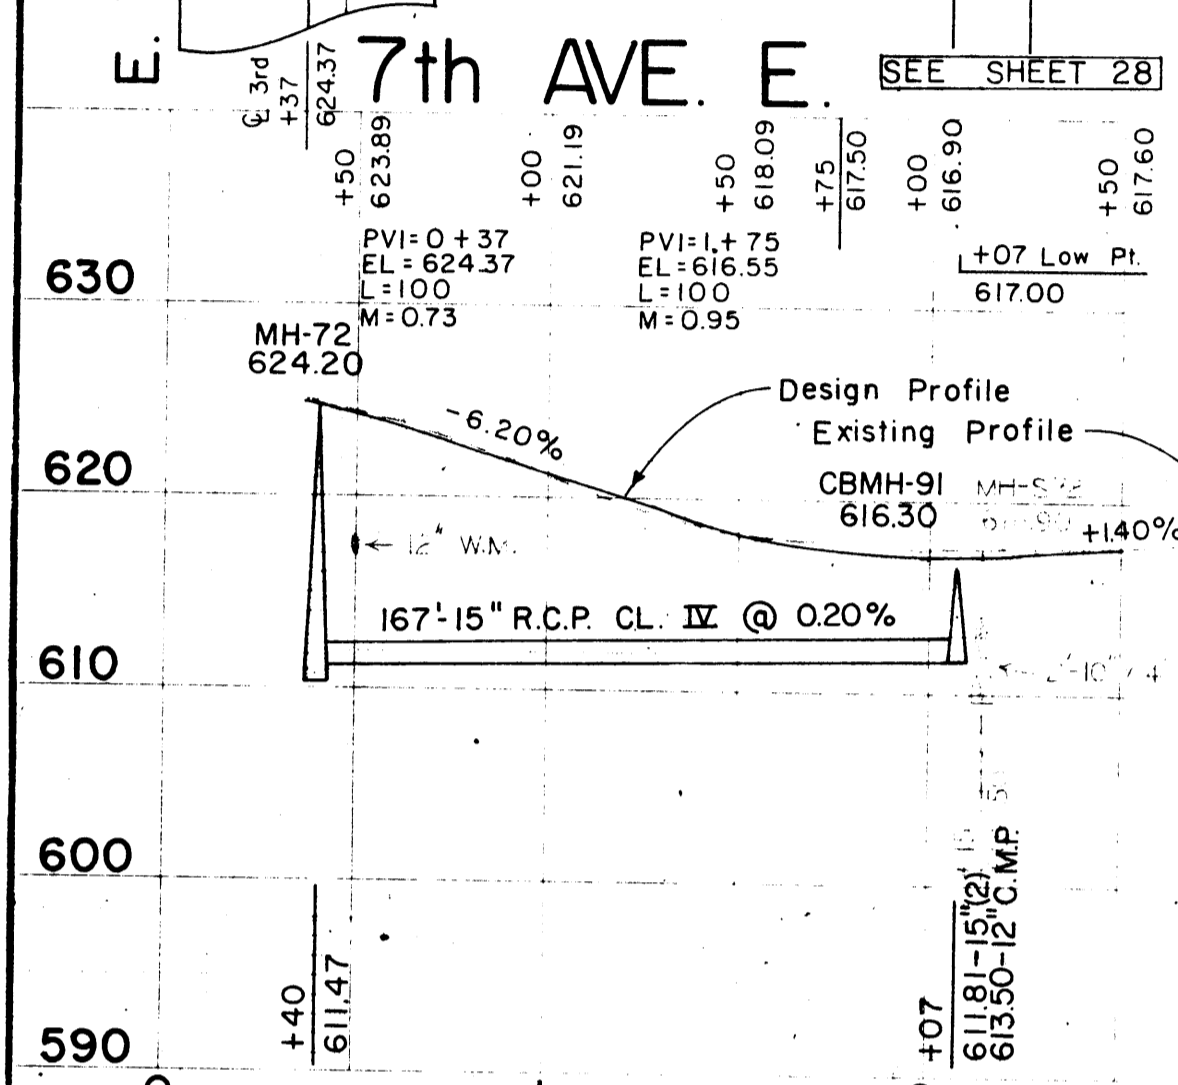 E.
7th AVE. E.
SEE SHEET 28
℄ 3rd
+37
624.37
+50
623.89
+00
621.19
+50
618.09
+75
617.50
+00
616.90
+50
617.60
PVI= 0 + 37
EL = 624.37
L = 100
M = 0.73
PVI= 1.+ 75
EL = 616.55
L = 100
M = 0.95
+07 Low Pt.
617.00
630
MH-72
624.20
-6.20%
Design Profile
Existing Profile
620
CBMH-91
616.30
+1.40%
12" W.M.
167'-15" R.C.P. CL. IV @ 0.20%
610
600
590
+40
611.47
+07
611.81-15"(2)
613.50-12" C.M.P.